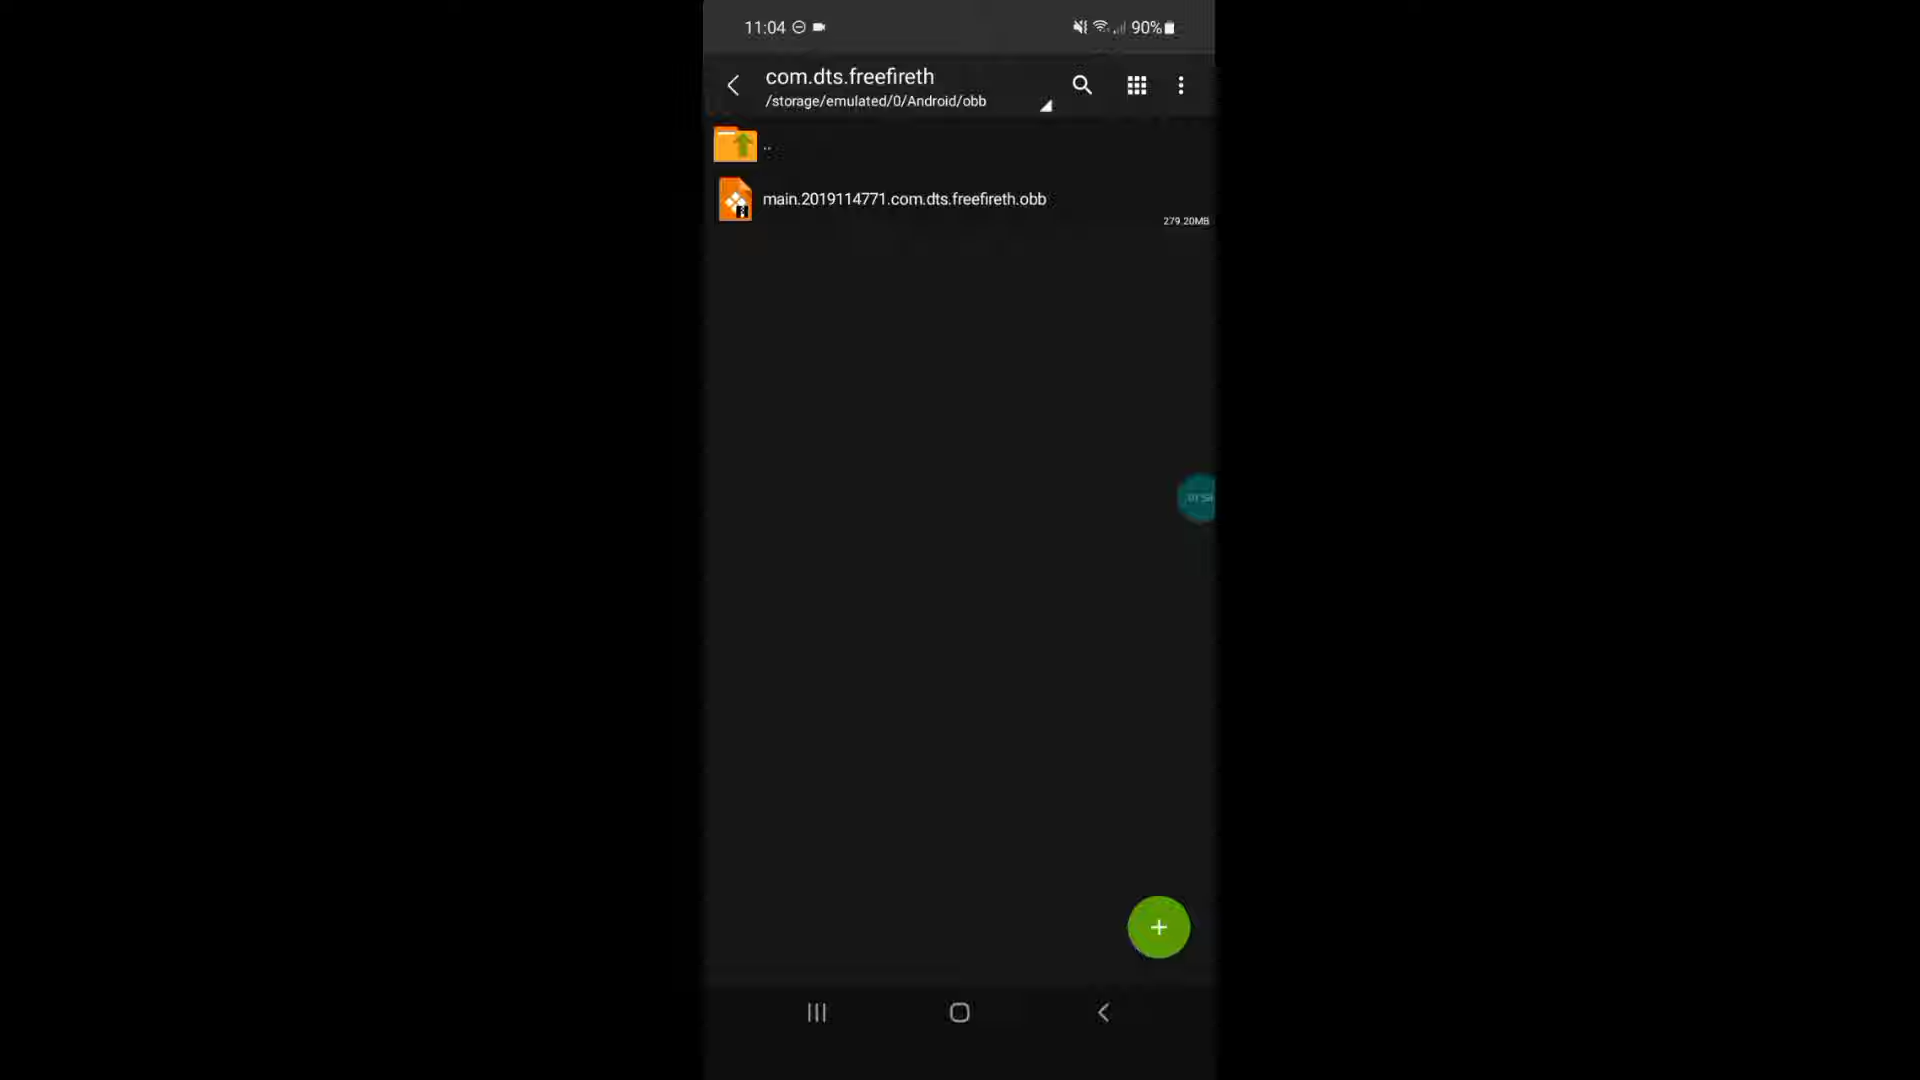 11:04
90%
com.dts.freefireth
/storage/emulated/0/Android/obb
..
main.2019114771.com.dts.freefireth.obb
279.20MB